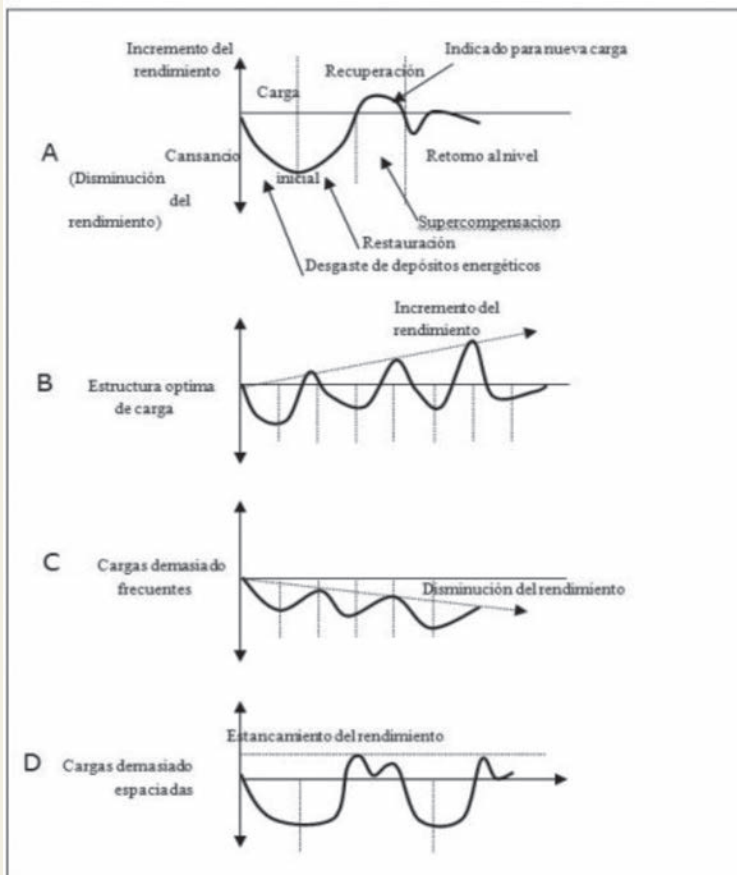 Incremento del
rendimiento
Indicado para nueva carga
Recuperación
Carga
A
Cansancio
(Disminución
del
rendimiento)
inicial
Retorno al nivel
Supercompensacion
Restauración
Desgaste de depósitos energéticos
Incremento del
rendimiento
B
Estructura optima
de carga
C
Cargas demasiado
frecuentes
Disminución del rendimiento
Estancamiento del rendimiento
D
Cargas demasiado
espaciadas